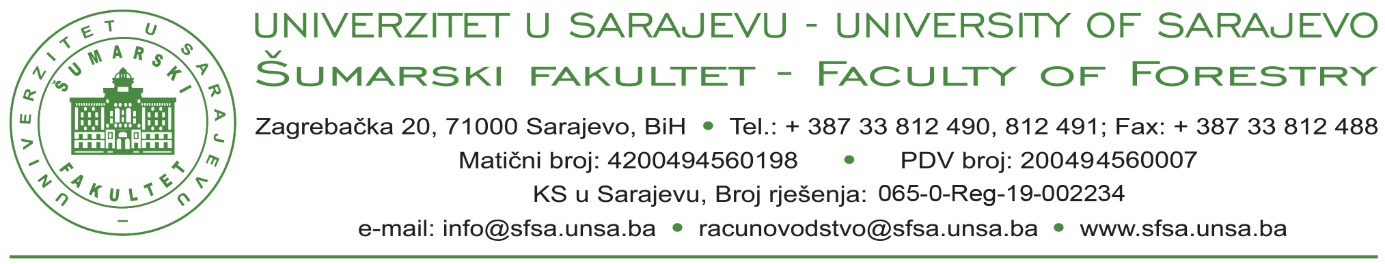 UNIVERZITET U SARAJEVU
ŠUMARSKI FAKULTET
UNIVERZITET U SARAJEVU - UNIVERSITY OF SARAJEVO
ŠUMARSKI FAKULTET - FACULTY OF FORESTRY
Zagrebačka 20, 71000 Sarajevo, BiH • Tel.: + 387 33 812 490, 812 491; Fax: + 387 33 812 488
Matični broj: 4200494560198 • PDV broj: 200494560007
KS u Sarajevu, Broj rješenja: 065-0-Reg-19-002234
e-mail: info@sfsa.unsa.ba • racunovodstvo@sfsa.unsa.ba • www.sfsa.unsa.ba